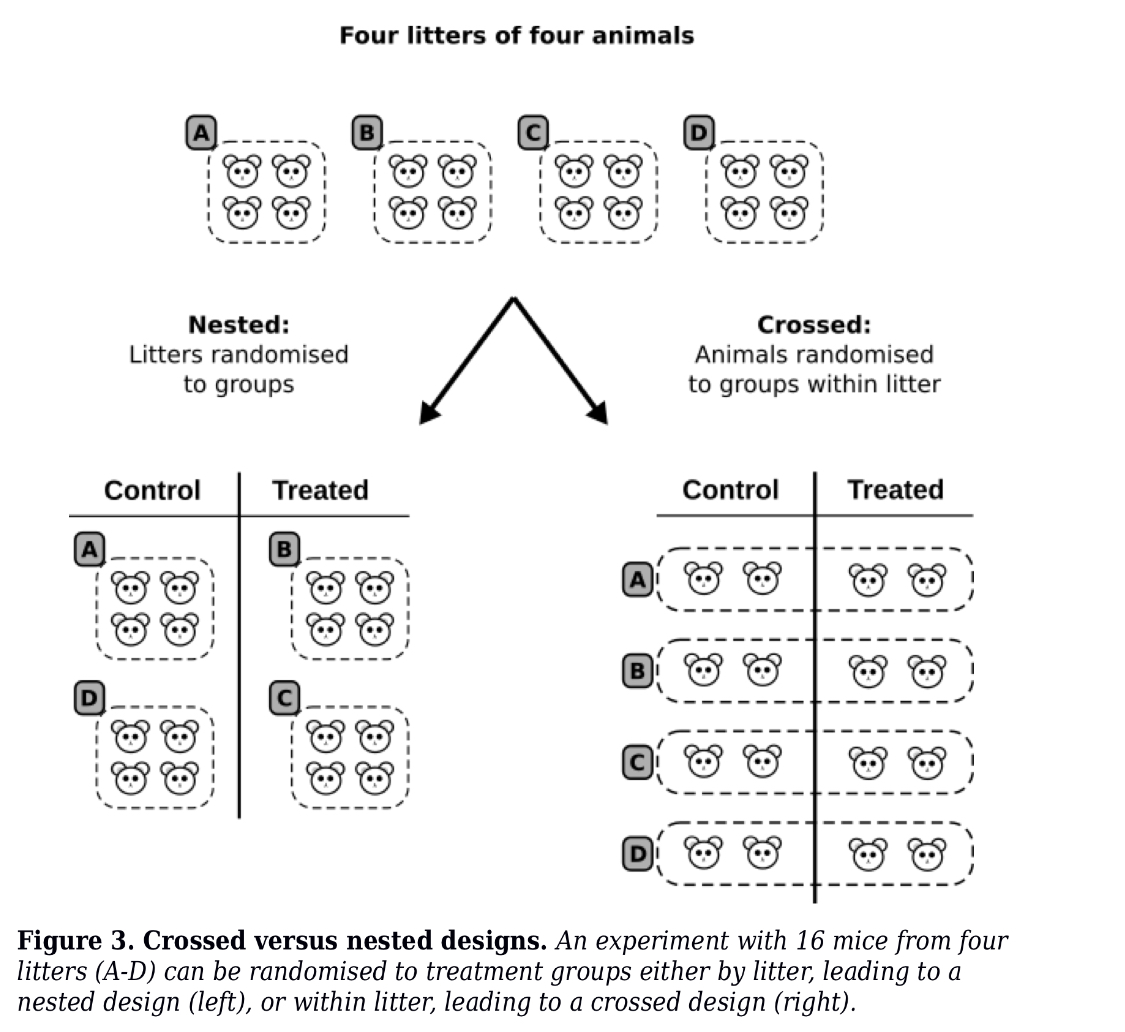 Four litters of four animals
A B C D
Nested:
Litters randomised
to groups
Crossed:
Animals randomised
to groups within litter
Control Treated
A B
D C
Control Treated
A
B
C
D
Figure 3. Crossed versus nested designs. An experiment with 16 mice from four
litters (A-D) can be randomised to treatment groups either by litter, leading to a
nested design (left), or within litter, leading to a crossed design (right).